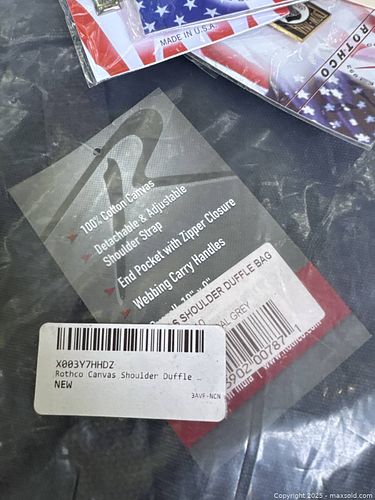 MADE IN U.S.A.
ROTHCO
100% Cotton Canvas
Detachable & Adjustable
Shoulder Strap
End Pocket with Zipper Closure
Webbing Carry Handles
S SHOULDER DUFFLE BAG
GREY
X003Y7HHDZ
Rothco Canvas Shoulder Duffle …
NEW
3AVF-NCN
Copyright 2025 - maxsold.com